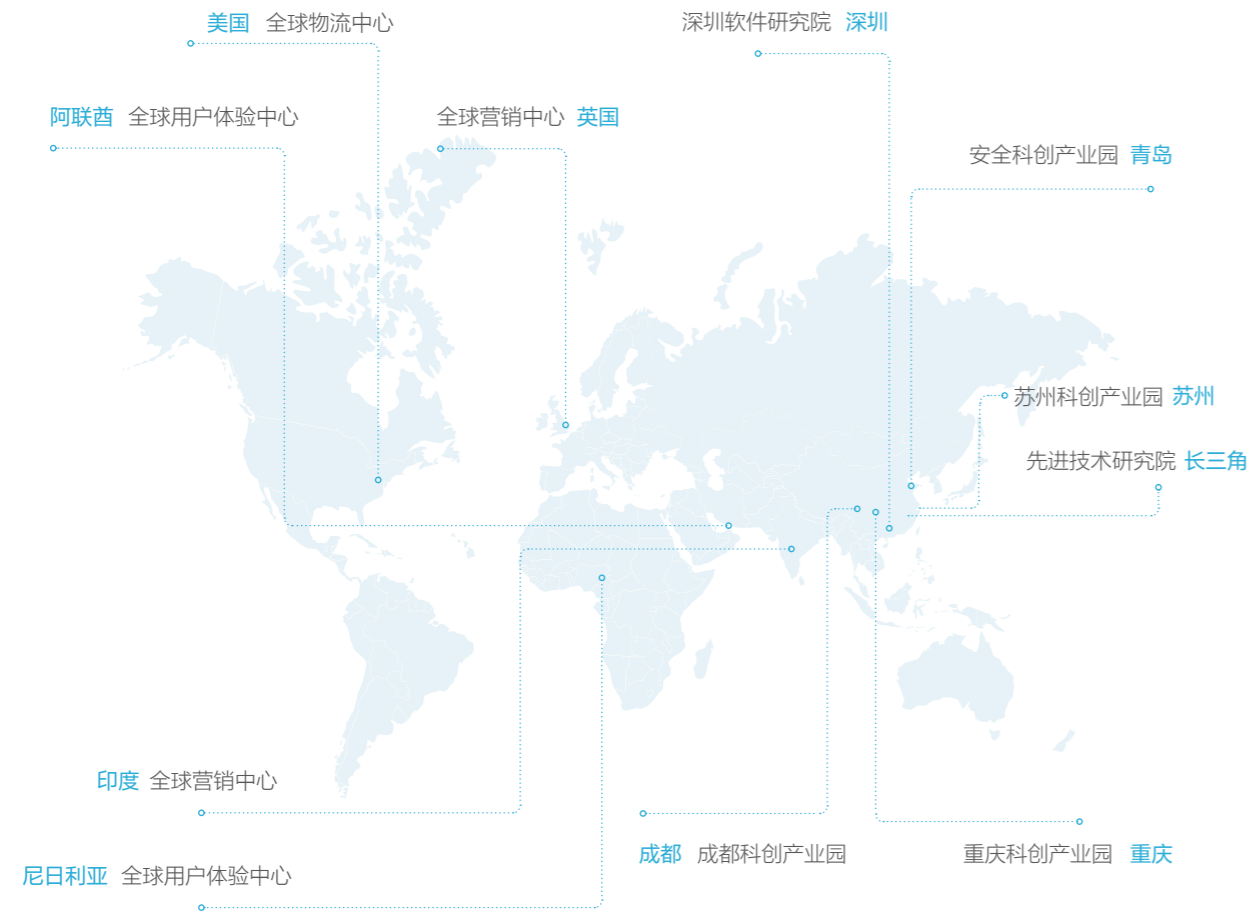 美国 全球物流中心
深圳软件研究院 深圳
阿联酋 全球用户体验中心
全球营销中心 英国
安全科创产业园 青岛
苏州科创产业园 苏州
先进技术研究院 长三角
印度 全球营销中心
成都 成都科创产业园
重庆科创产业园 重庆
尼日利亚 全球用户体验中心